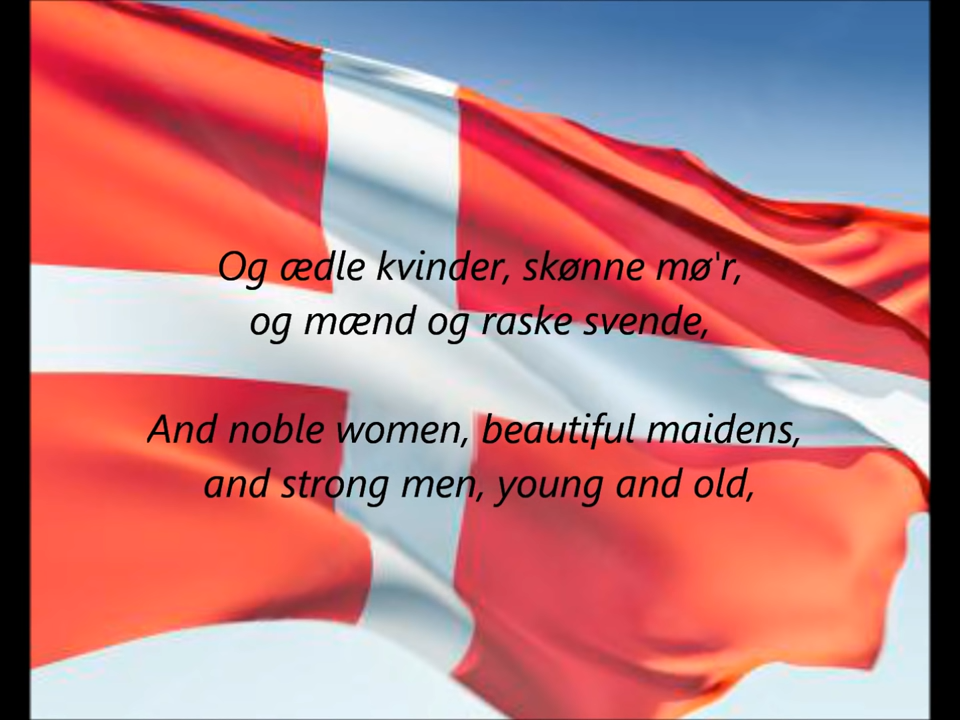 Og ædle kvinder, skønne mø'r,
og mænd og raske svende,
And noble women, beautiful maidens,
and strong men, young and old,